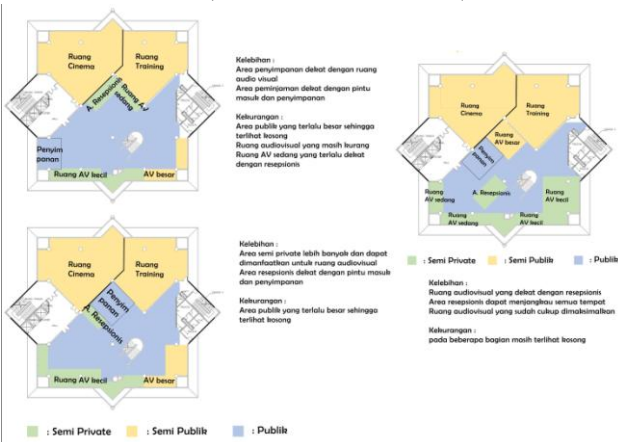 Ruang
Cinema
Ruang
Training
A. Resepsionis
Ruang AV
sedang
Penyim
panan
Ruang AV kecil
AV besar
Kelebihan :
Area penyimpanan dekat dengan ruang
audio visual
Area peminjaman dekat dengan pintu
masuk dan penyimpanan
Kekurangan :
Area publik yang terlalu besar sehingga
terlihat kosong
Ruang audiovisual yang masih kurang
Ruang AV sedang yang terlalu dekat
dengan resepsionis
Ruang
Cinema
Ruang
Training
Penyim
panan
A. Resepsionis
Ruang AV kecil
AV besar
Kelebihan :
Area semi private lebih banyak dan dapat
dimanfaatkan untuk ruang audiovisual
Area resepsionis dekat dengan pintu masuk
dan penyimpanan
Kekurangan :
Area publik yang terlalu besar sehingga
terlihat kosong
: Semi Private
: Semi Publik
: Publik
Ruang
Cinema
Ruang
Training
Ruang
AV besar
Penyim
panan
A. Resepsionis
Ruang
AV sedang
Ruang
AV kecil
Ruang
AV sedang
Ruang
AV kecil
: Semi Private
: Semi Publik
: Publik
Kelebihan :
Ruang audiovisual yang dekat dengan resepsionis
Area resepsionis dapat menjangkau semua tempat
Ruang audiovisual yang sudah cukup dimaksimalkan
Kekurangan :
pada beberapa bagian masih terlihat kosong